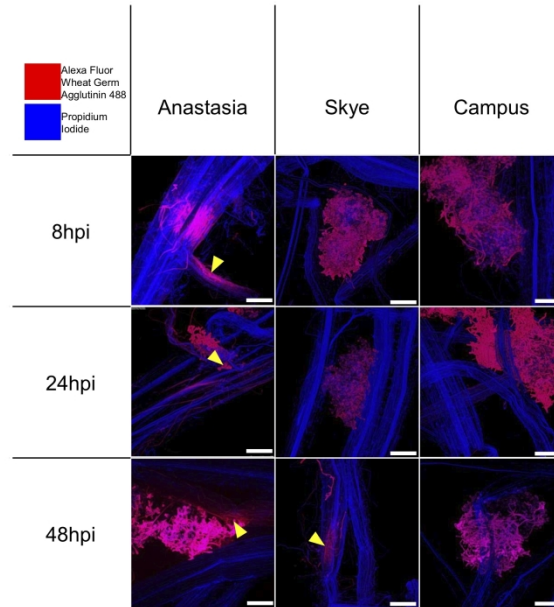 Alexa Fluor
Wheat Germ
Agglutinin 488
Propidium
Iodide
Anastasia
Skye
Campus
8hpi
24hpi
48hpi